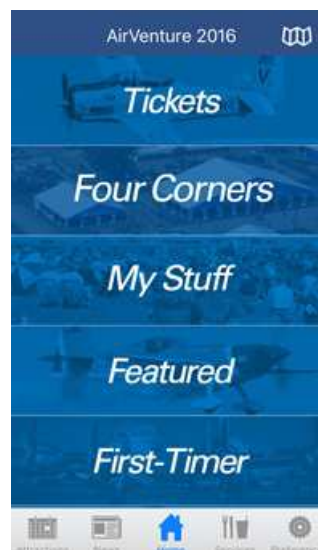 AirVenture 2016
Tickets
Four Corners
My Stuff
Featured
First-Timer